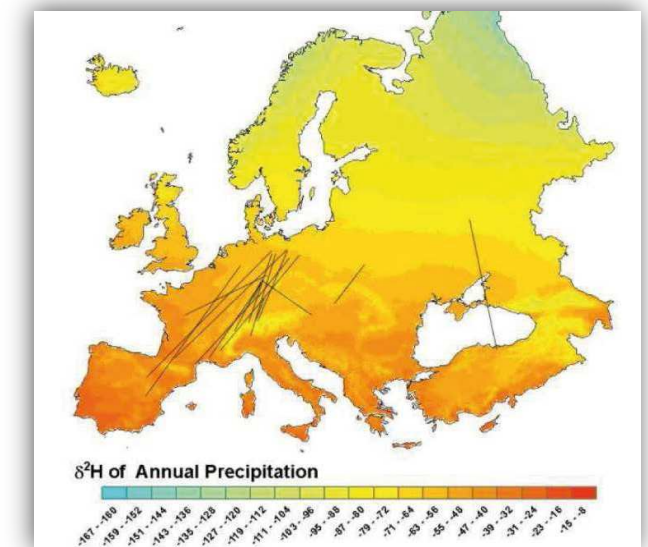 δ²H of Annual Precipitation
-167 - -160
-159 - -152
-151 - -144
-143 - -136
-135 - -128
-127 - -120
-119 - -112
-111 - -104
-103 - -96
-95 - -88
-87 - -80
-79 - -72
-71 - -64
-63 - -56
-55 - -48
-47 - -40
-39 - -32
-31 - -24
-23 - -16
-15 - -8